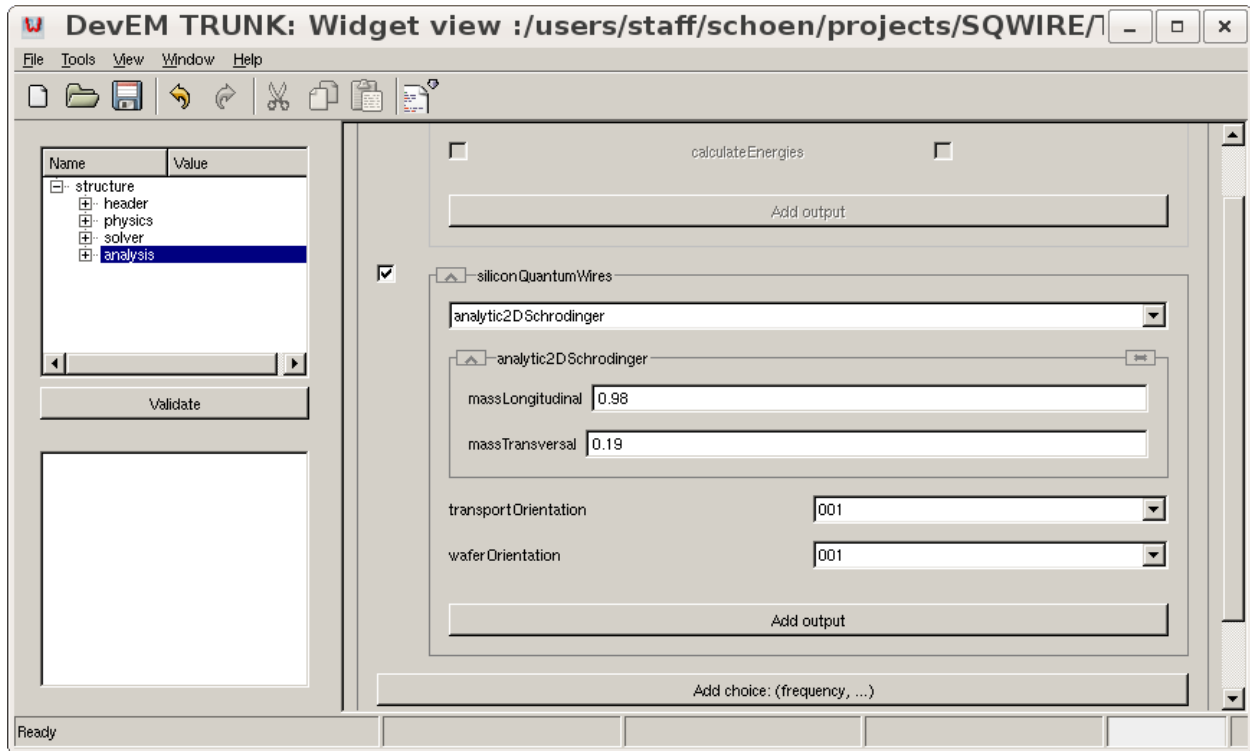 DevEM TRUNK: Widget view :/users/staff/schoen/projects/SQWIRE/
File Tools View Window Help
Name Value
structure
header
physics
solver
analysis
Validate
calculateEnergies
Add output
siliconQuantumWires
analytic2DSchrodinger
analytic2DSchrodinger
massLongitudinal 0.98
massTransversal 0.19
transportOrientation 001
waferOrientation 001
Add output
Add choice: (frequency, ...)
Ready